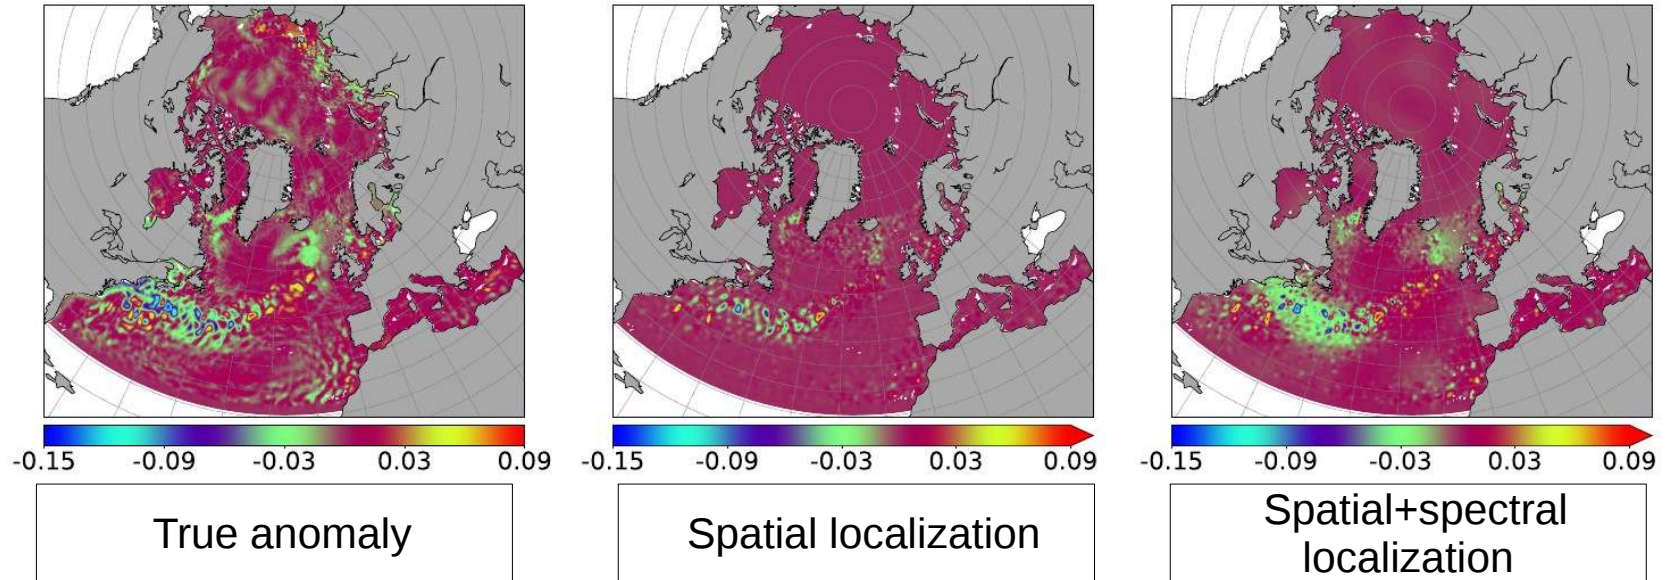 -0.15 -0.09 -0.03 0.03 0.09
-0.15 -0.09 -0.03 0.03 0.09
-0.15 -0.09 -0.03 0.03 0.09
True anomaly
Spatial localization
Spatial+spectral
localization